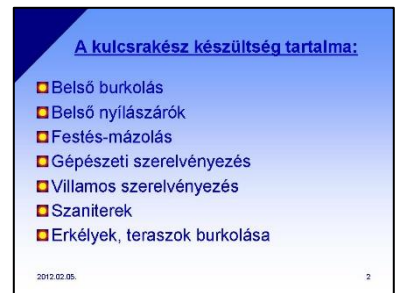 A kulcsrakész készültség tartalma:
Belső burkolás
Belső nyílászárók
Festés-mázolás
Gépészeti szerelvényezés
Villamos szerelvényezés
Szaniterek
Erkélyek, teraszok burkolása
2012.02.05.
2